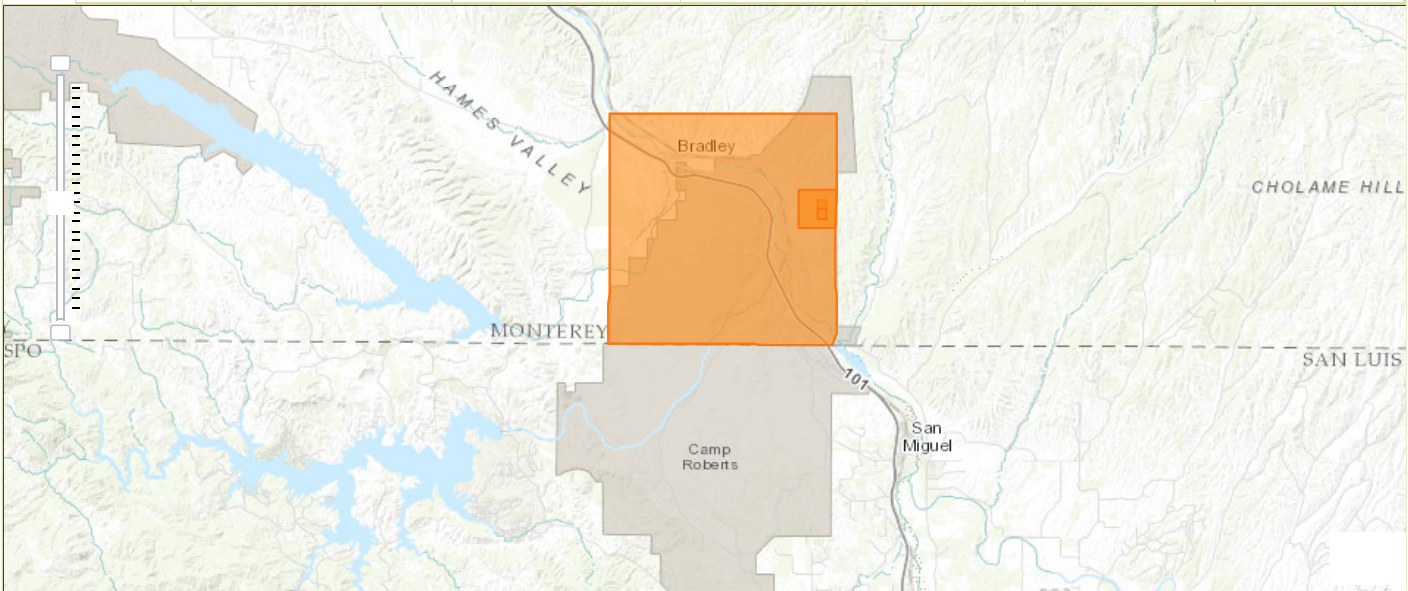 HAMES VALLEY
Bradley
CHOLAME HILL
MONTEREY
SPO
SAN LUIS
101
San
Miguel
Camp
Roberts